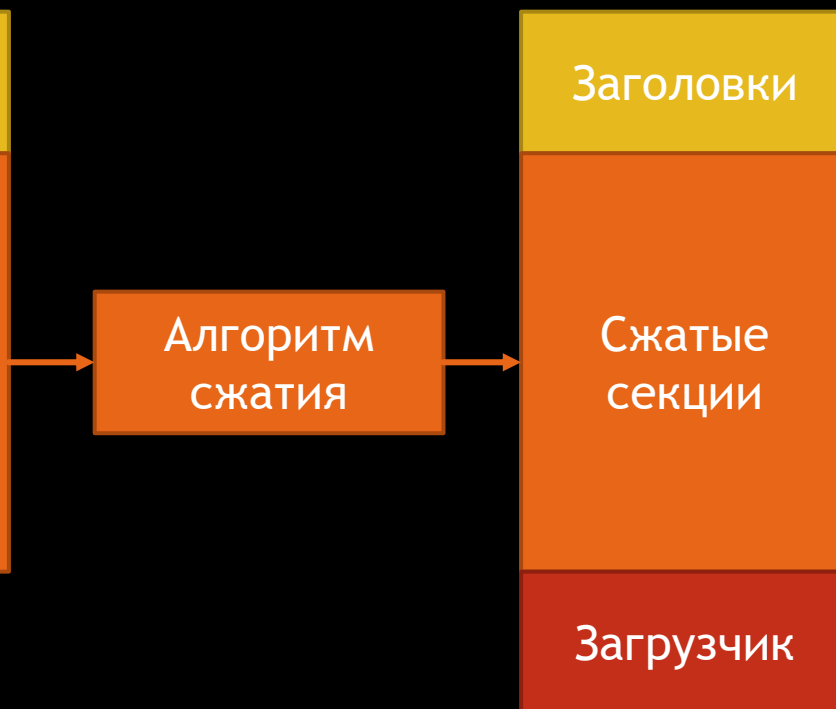 Заголовки
Алгоритм
сжатия
Сжатые
секции
Загрузчик